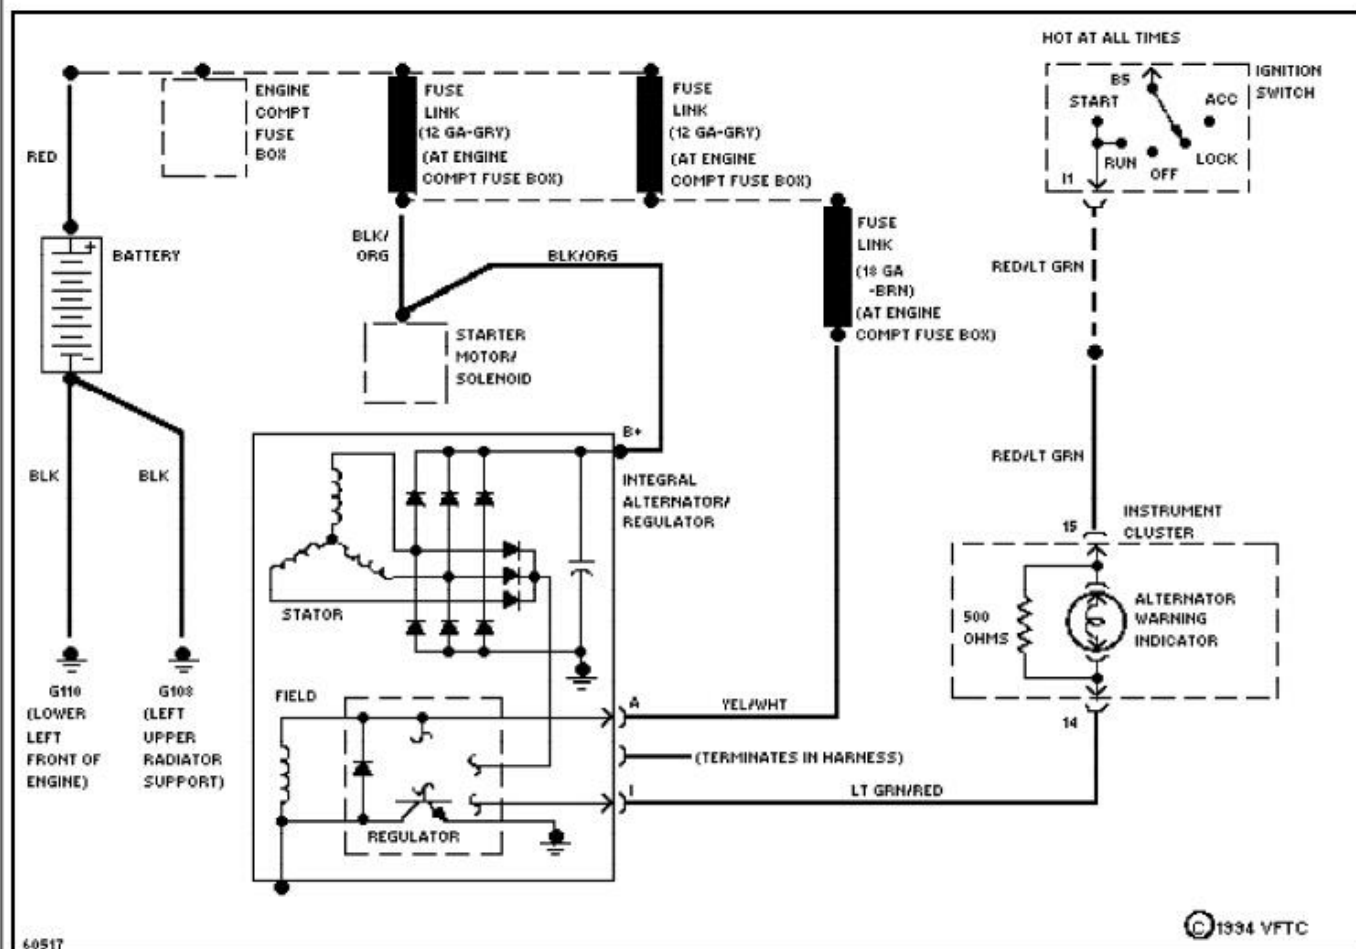 HOT AT ALL TIMES
B5
START
ACC
RUN
OFF
LOCK
I1
IGNITION
SWITCH
ENGINE
COMPT
FUSE
BOX
FUSE
LINK
(12 GA-GRY)
(AT ENGINE
COMPT FUSE BOX)
FUSE
LINK
(12 GA-GRY)
(AT ENGINE
COMPT FUSE BOX)
RED
BATTERY
+
-
BLK/
ORG
BLK/ORG
FUSE
LINK
(18 GA
-BRN)
(AT ENGINE
COMPT FUSE BOX)
RED/LT GRN
STARTER
MOTOR/
SOLENOID
B+
INTEGRAL
ALTERNATOR/
REGULATOR
RED/LT GRN
BLK
BLK
15
INSTRUMENT
CLUSTER
STATOR
500
OHMS
ALTERNATOR
WARNING
INDICATOR
14
G110
(LOWER
LEFT
FRONT OF
ENGINE)
G108
(LEFT
UPPER
RADIATOR
SUPPORT)
FIELD
A
YEL/WHT
(TERMINATES IN HARNESS)
I
LT GRN/RED
REGULATOR
60517
© 1994 VFTC